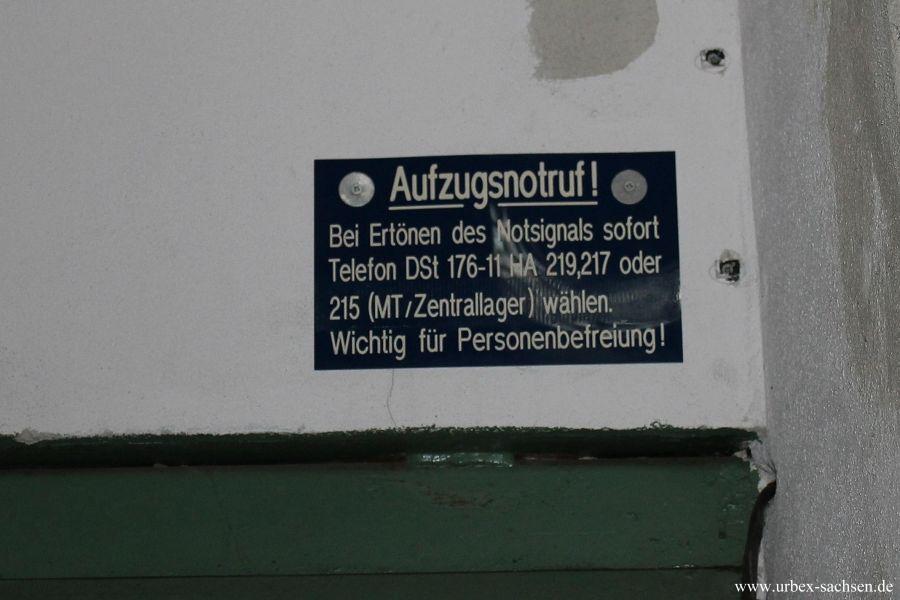 Aufzugsnotruf!
Bei Ertönen des Notsignals sofort
Telefon DSt 176-11 HA 219,217 oder
215 (MT/Zentrallager) wählen.
Wichtig für Personenbefreiung!
www.urbex-sachsen.de